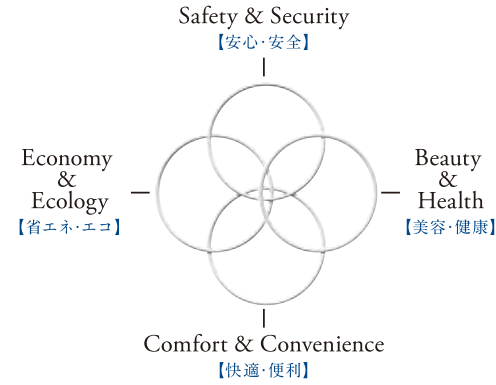 Safety & Security
【安心・安全】
Economy
&
Ecology
【省エネ・エコ】
Beauty
&
Health
【美容・健康】
Comfort & Convenience
【快適・便利】